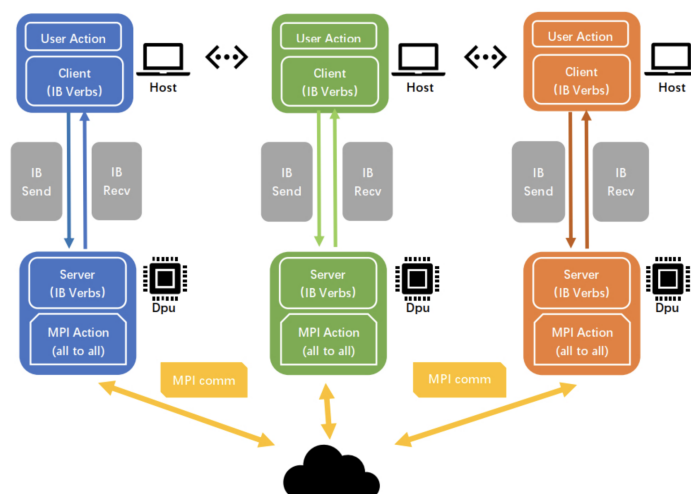 User Action
Client
(IB Verbs)
Host
User Action
Client
(IB Verbs)
Host
User Action
Client
(IB Verbs)
Host
IB
Send
IB
Recv
IB
Send
IB
Recv
IB
Send
IB
Recv
Server
(IB Verbs)
Dpu
MPI Action
(all to all)
Server
(IB Verbs)
Dpu
MPI Action
(all to all)
Server
(IB Verbs)
Dpu
MPI Action
(all to all)
MPI comm
MPI comm